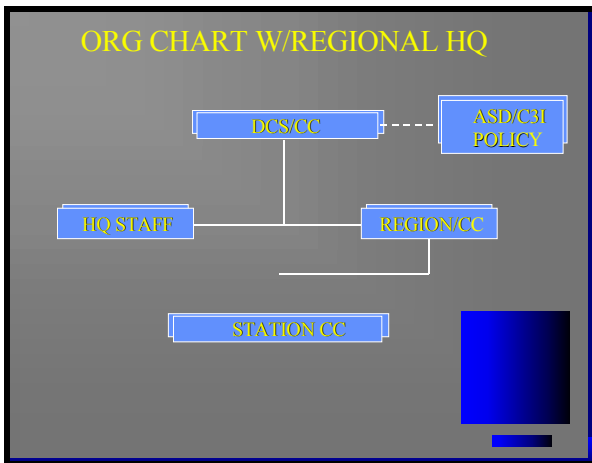 ORG CHART W/REGIONAL HQ
DCS/CC
ASD/C3I
POLICY
HQ STAFF
REGION/CC
STATION CC